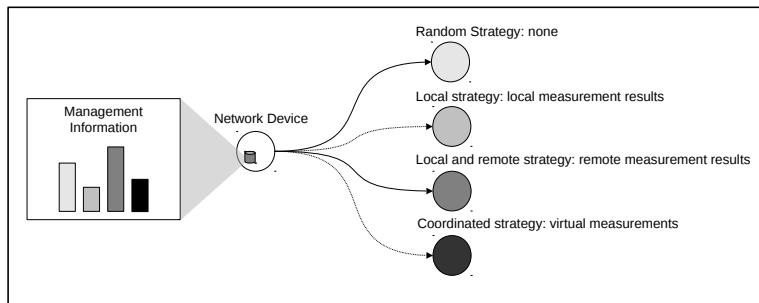 Random Strategy: none
Local strategy: local measurement results
Management
Information
Network Device
Local and remote strategy: remote measurement results
Coordinated strategy: virtual measurements